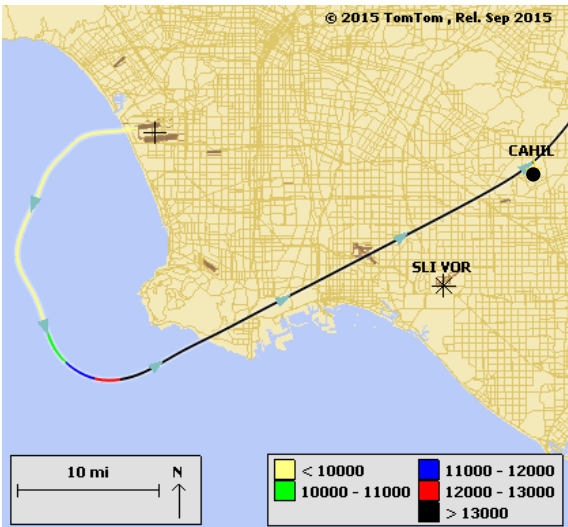 © 2015 TomTom , Rel. Sep 2015
CAHIL
SLI VOR
10 mi
N
< 10000
10000 - 11000
11000 - 12000
12000 - 13000
> 13000